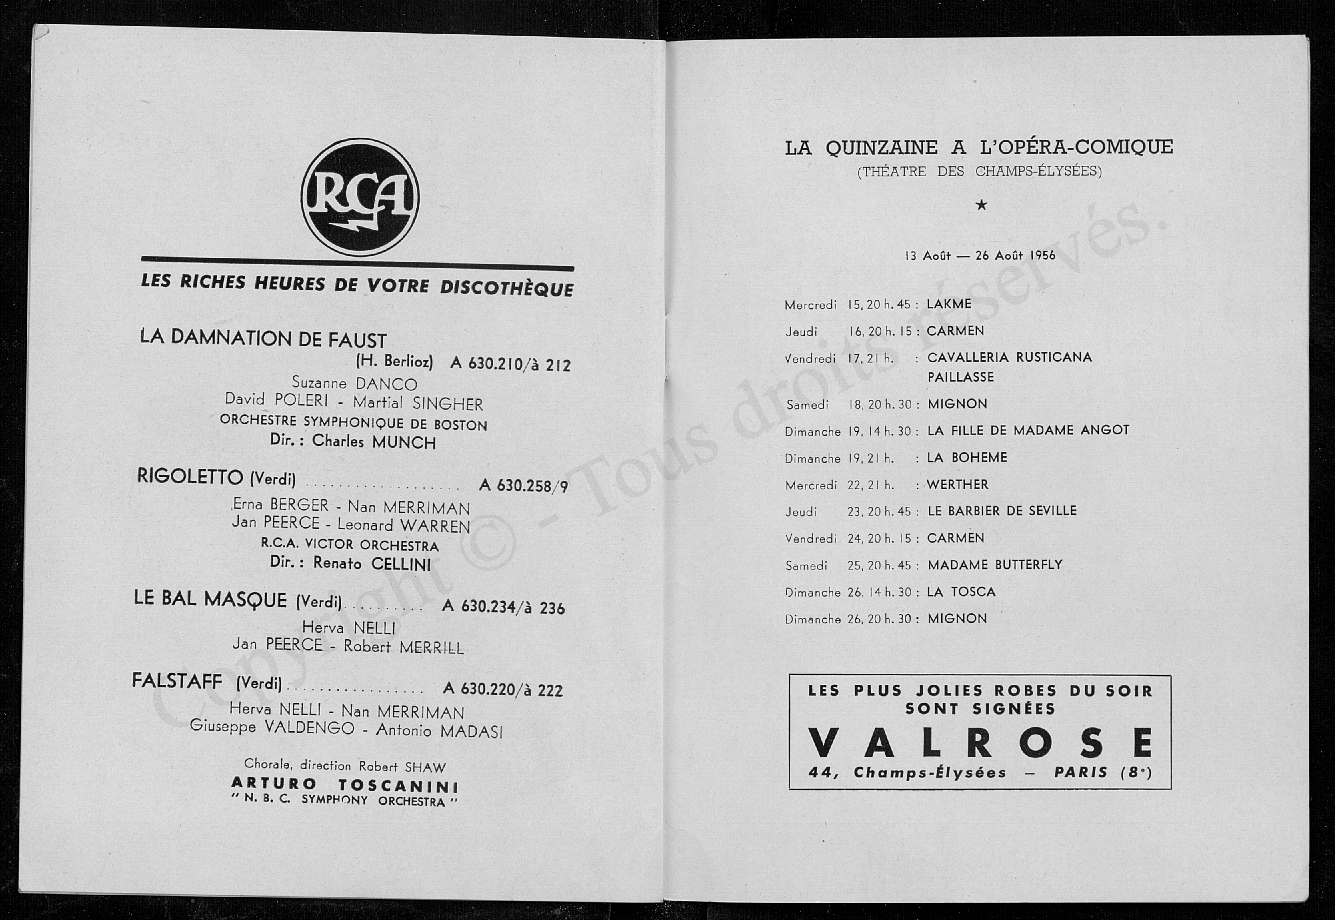 RCA
LES RICHES HEURES DE VOTRE DISCOTHÈQUE
LA DAMNATION DE FAUST
(H. Berlioz) A 630.210/à 212
Suzanne DANCO
David POLERI - Martial SINGHER
ORCHESTRE SYMPHONIQUE DE BOSTON
Dir. : Charles MUNCH
RIGOLETTO (Verdi) ................... A 630.258/9
Erna BERGER - Nan MERRIMAN
Jan PEERCE - Leonard WARREN
R.C.A. VICTOR ORCHESTRA
Dir. : Renato CELLINI
LE BAL MASQUE (Verdi).......... A 630.234/à 236
Herva NELLI
Jan PEERCE - Robert MERRILL
FALSTAFF (Verdi)................. A 630.220/à 222
Herva NELLI - Nan MERRIMAN
Giuseppe VALDENGO - Antonio MADASI
Chorale, direction Robert SHAW
ARTURO TOSCANINI
" N. B. C. SYMPHONY ORCHESTRA "
LA QUINZAINE A L'OPÉRA-COMIQUE
(THÉATRE DES CHAMPS-ÉLYSÉES)
★
13 Août — 26 Août 1956
Mercredi 15, 20 h. 45 : LAKME
Jeudi 16, 20 h. 15 : CARMEN
Vendredi 17, 21 h. : CAVALLERIA RUSTICANA
PAILLASSE
Samedi 18, 20 h. 30 : MIGNON
Dimanche 19, 14 h. 30 : LA FILLE DE MADAME ANGOT
Dimanche 19, 21 h. : LA BOHEME
Mercredi 22, 21 h. : WERTHER
Jeudi 23, 20 h. 45 : LE BARBIER DE SEVILLE
Vendredi 24, 20 h. 15 : CARMEN
Samedi 25, 20 h. 45 : MADAME BUTTERFLY
Dimanche 26, 14 h. 30 : LA TOSCA
Dimanche 26, 20 h. 30 : MIGNON
LES PLUS JOLIES ROBES DU SOIR
SONT SIGNÉES
VALROSE
44, Champs-Élysées — PARIS (8e)
Copyright © - Tous droits réservés.